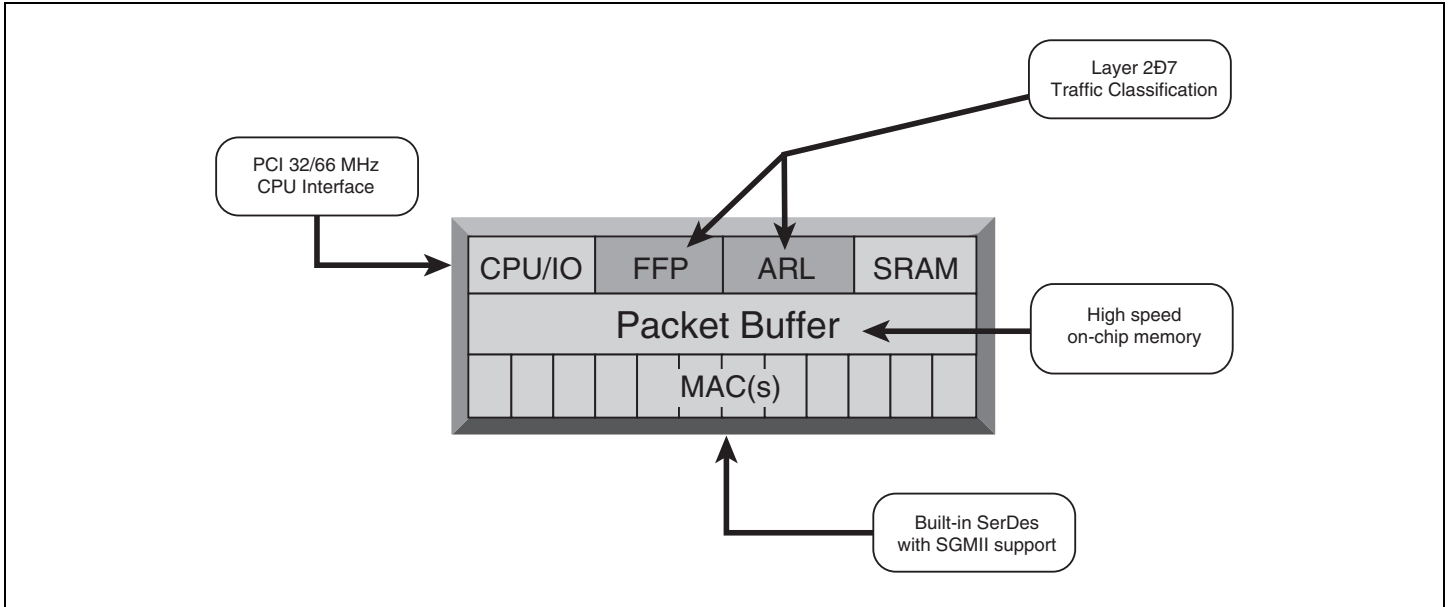 Layer 2Ð7
Traffic Classification
PCI 32/66 MHz
CPU Interface
CPU/IO FFP ARL SRAM
Packet Buffer
High speed
on-chip memory
MAC(s)
Built-in SerDes
with SGMII support